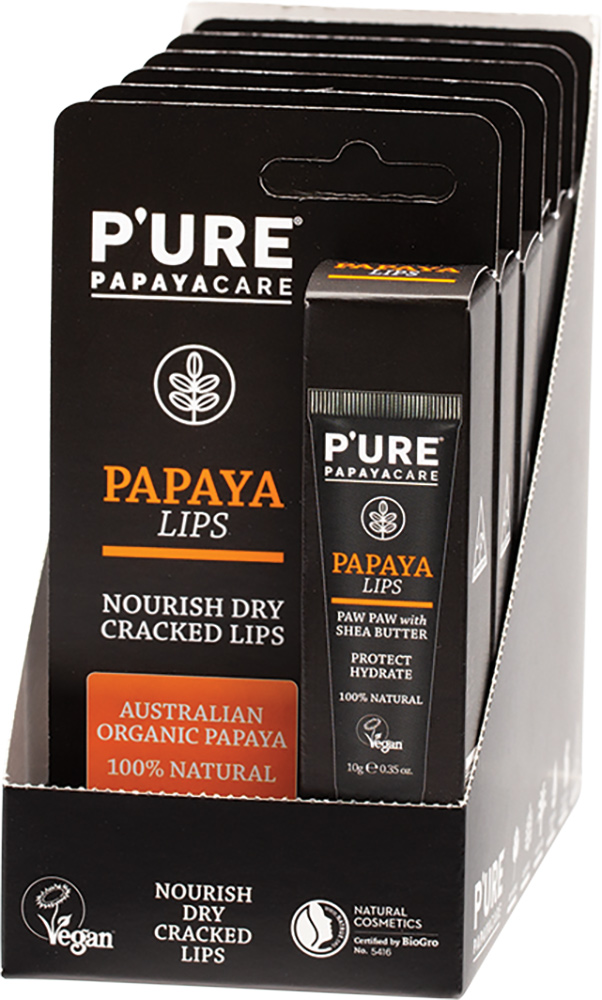 P'URE®
PAPAYACARE
PAPAYA
LIPS
NOURISH DRY
CRACKED LIPS
AUSTRALIAN
ORGANIC PAPAYA
100% NATURAL
PAPAYA
LIPS
P'URE®
PAPAYACARE
PAPAYA
LIPS
PAW PAW with
SHEA BUTTER
PROTECT
HYDRATE
100% NATURAL
Vegan
10g ℮ 0.35 oz.
Vegan
NOURISH
DRY
CRACKED
LIPS
NATURAL
COSMETICS
Certified by BioGro
No. 5416
P'URE
PAPAYACARE